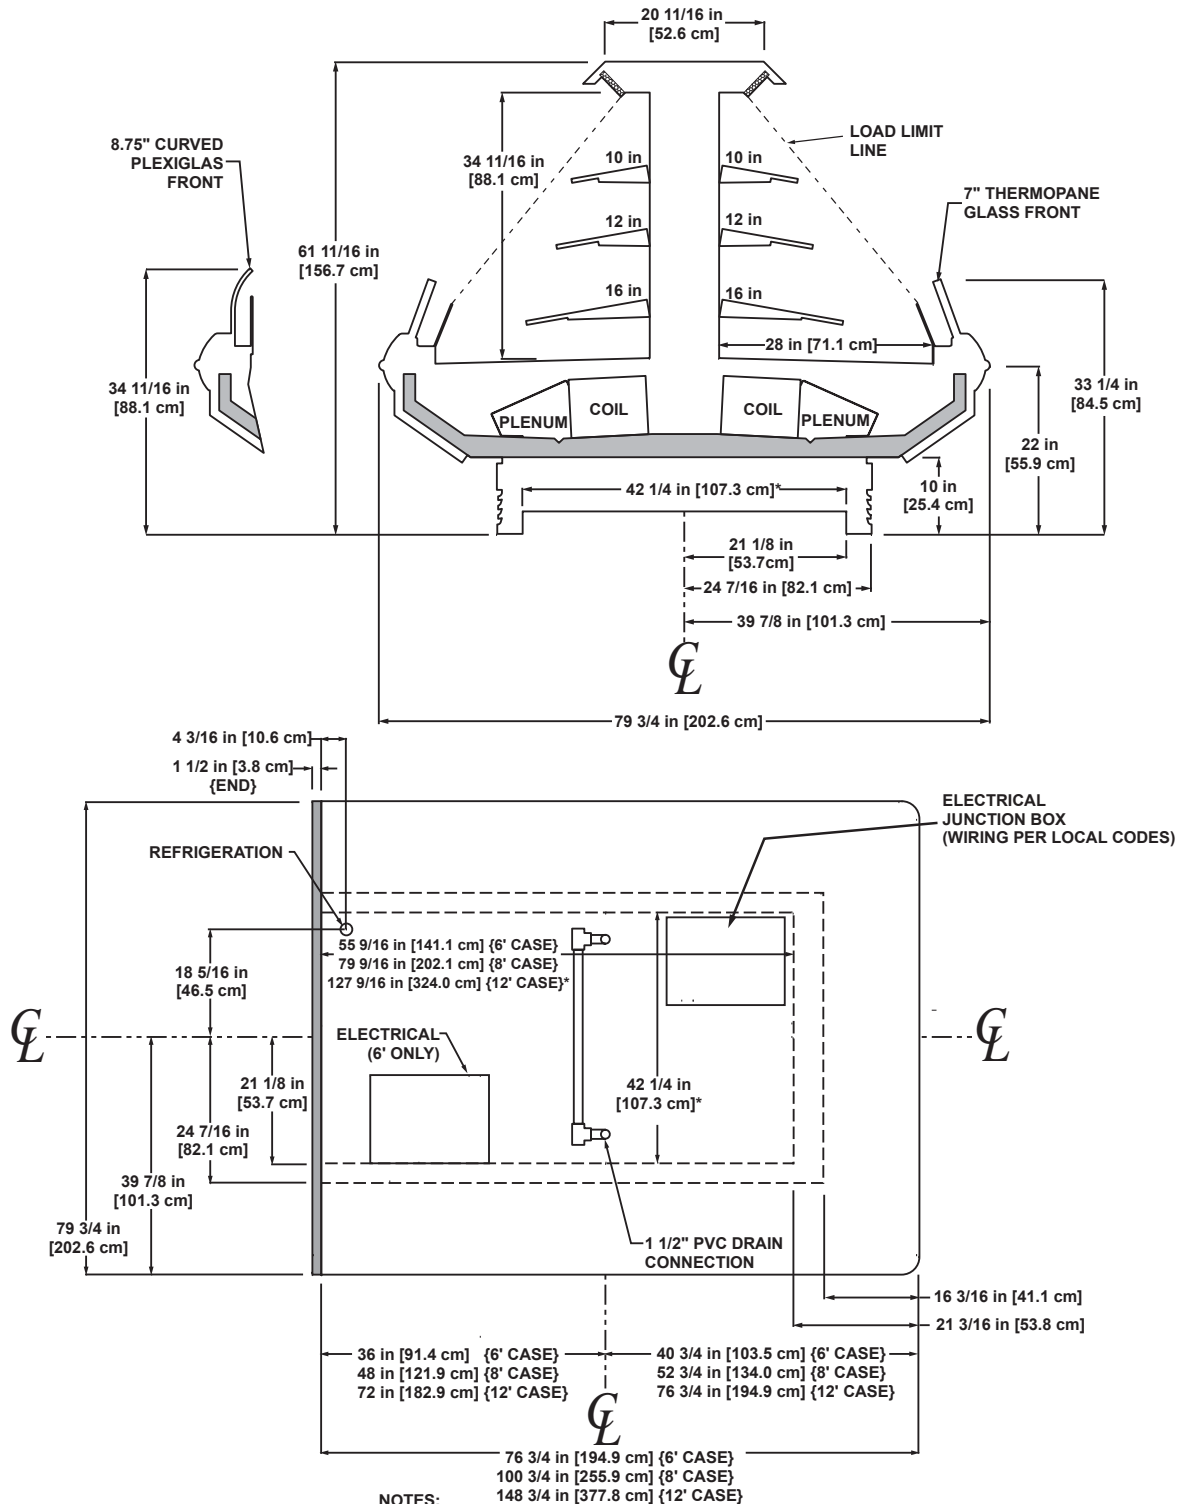 20 11/16 in
[52.6 cm]
8.75" CURVED
PLEXIGLAS
FRONT
34 11/16 in
[88.1 cm]
10 in
10 in
LOAD LIMIT
LINE
7" THERMOPANE
GLASS FRONT
12 in
12 in
61 11/16 in
[156.7 cm]
16 in
16 in
28 in [71.1 cm]
34 11/16 in
[88.1 cm]
33 1/4 in
[84.5 cm]
PLENUM
COIL
COIL
PLENUM
22 in
[55.9 cm]
42 1/4 in [107.3 cm]*
10 in
[25.4 cm]
21 1/8 in
[53.7cm]
24 7/16 in [82.1 cm]
39 7/8 in [101.3 cm]
CL
79 3/4 in [202.6 cm]
4 3/16 in [10.6 cm]
1 1/2 in [3.8 cm]
{END}
ELECTRICAL
JUNCTION BOX
(WIRING PER LOCAL CODES)
REFRIGERATION
55 9/16 in [141.1 cm] {6' CASE}
79 9/16 in [202.1 cm] {8' CASE}
127 9/16 in [324.0 cm] {12' CASE}*
18 5/16 in
[46.5 cm]
CL
CL
ELECTRICAL
(6' ONLY)
21 1/8 in
[53.7 cm]
42 1/4 in
[107.3 cm]*
24 7/16 in
[82.1 cm]
39 7/8 in
[101.3 cm]
79 3/4 in
[202.6 cm]
1 1/2" PVC DRAIN
CONNECTION
16 3/16 in [41.1 cm]
21 3/16 in [53.8 cm]
36 in [91.4 cm] {6' CASE}
48 in [121.9 cm] {8' CASE}
72 in [182.9 cm] {12' CASE}
40 3/4 in [103.5 cm] {6' CASE}
52 3/4 in [134.0 cm] {8' CASE}
76 3/4 in [194.9 cm] {12' CASE}
CL
76 3/4 in [194.9 cm] {6' CASE}
100 3/4 in [255.9 cm] {8' CASE}
148 3/4 in [377.8 cm] {12' CASE}
NOTES: